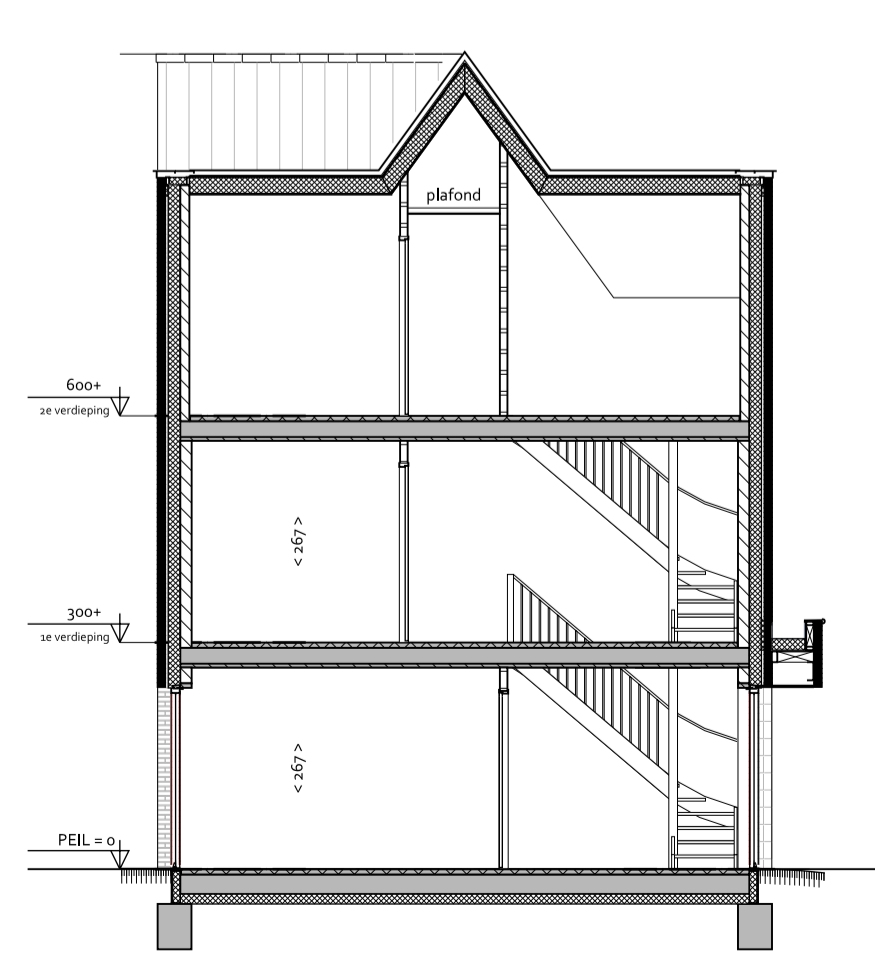 plafond
600+
2e verdieping
< 267 >
300+
1e verdieping
< 267 >
PEIL = 0